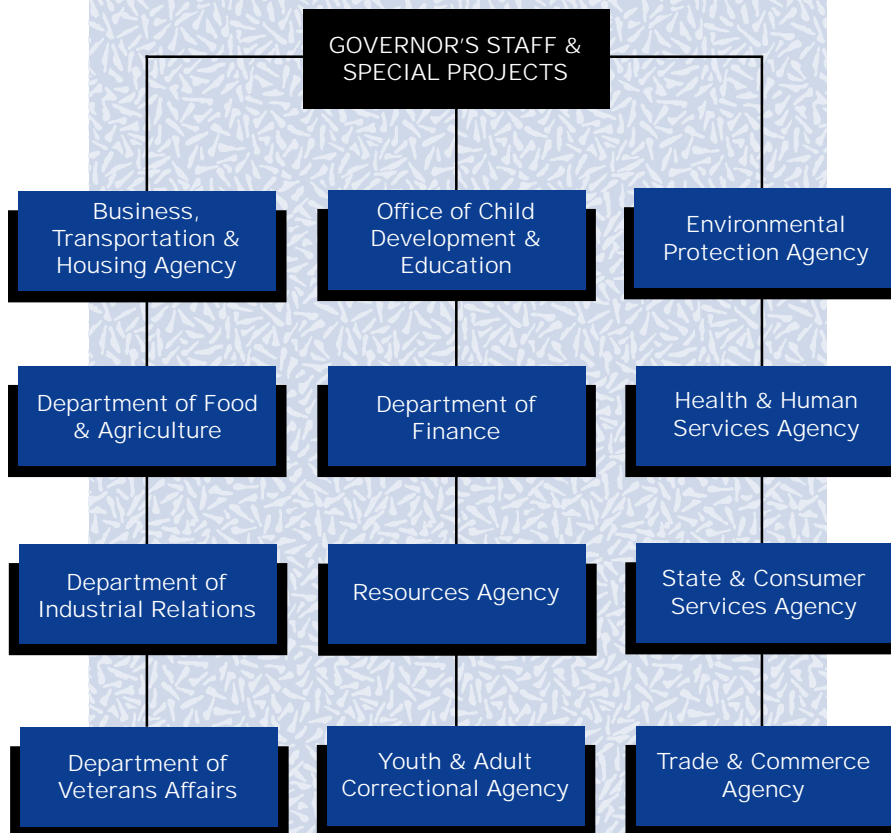 GOVERNOR’S STAFF &
SPECIAL PROJECTS
Business,
Transportation &
Housing Agency
Office of Child
Development &
Education
Environmental
Protection Agency
Department of Food
& Agriculture
Department of
Finance
Health & Human
Services Agency
Department of
Industrial Relations
Resources Agency
State & Consumer
Services Agency
Department of
Veterans Affairs
Youth & Adult
Correctional Agency
Trade & Commerce
Agency